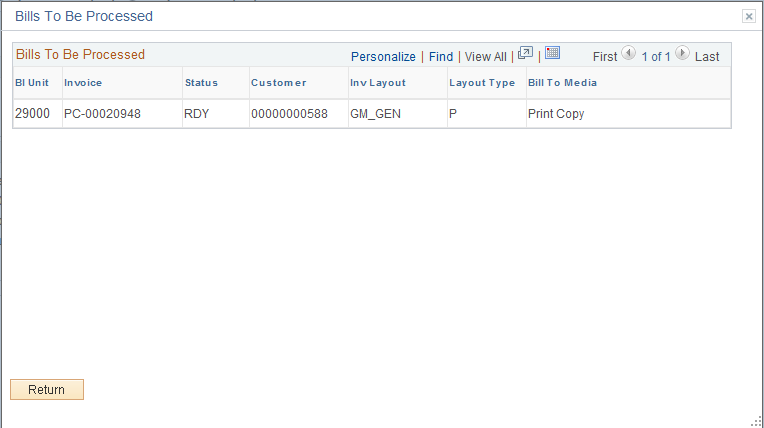 Bills To Be Processed
Bills To Be Processed Personalize | Find | View All | | First 1 of 1 Last
BI Unit Invoice Status Customer Inv Layout Layout Type Bill To Media
29000 PC-00020948 RDY 00000000588 GM_GEN P Print Copy
Return